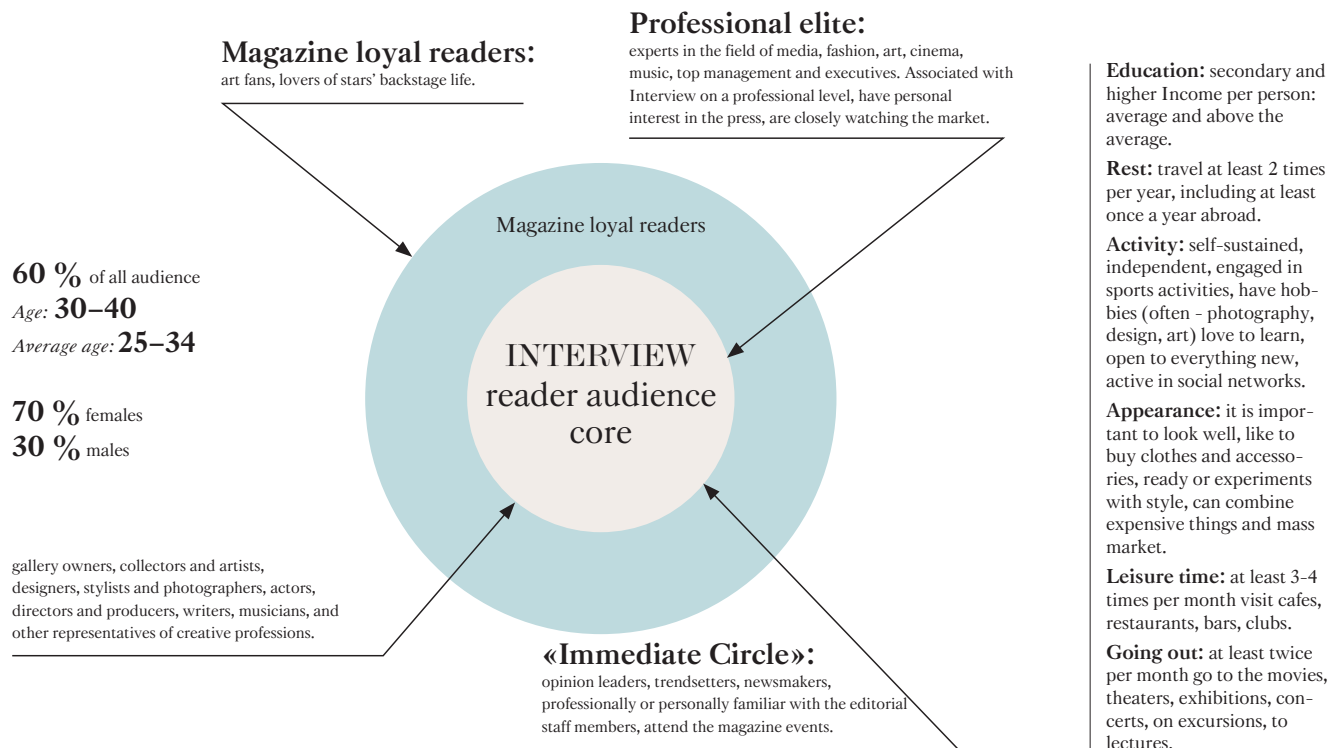 Professional elite:
experts in the field of media, fashion, art, cinema,
music, top management and executives. Associated with
Interview on a professional level, have personal
interest in the press, are closely watching the market.
Magazine loyal readers:
art fans, lovers of stars' backstage life.
Magazine loyal readers
INTERVIEW
reader audience
core
60 % of all audience
Age: 30–40
Average age: 25–34
70 % females
30 % males
gallery owners, collectors and artists,
designers, stylists and photographers, actors,
directors and producers, writers, musicians, and
other representatives of creative professions.
«Immediate Circle»:
opinion leaders, trendsetters, newsmakers,
professionally or personally familiar with the editorial
staff members, attend the magazine events.
Education: secondary and
higher Income per person:
average and above the
average.
Rest: travel at least 2 times
per year, including at least
once a year abroad.
Activity: self-sustained,
independent, engaged in
sports activities, have hob-
bies (often - photography,
design, art) love to learn,
open to everything new,
active in social networks.
Appearance: it is impor-
tant to look well, like to
buy clothes and accesso-
ries, ready or experiments
with style, can combine
expensive things and mass
market.
Leisure time: at least 3-4
times per month visit cafes,
restaurants, bars, clubs.
Going out: at least twice
per month go to the movies,
theaters, exhibitions, con-
certs, on excursions, to
lectures.